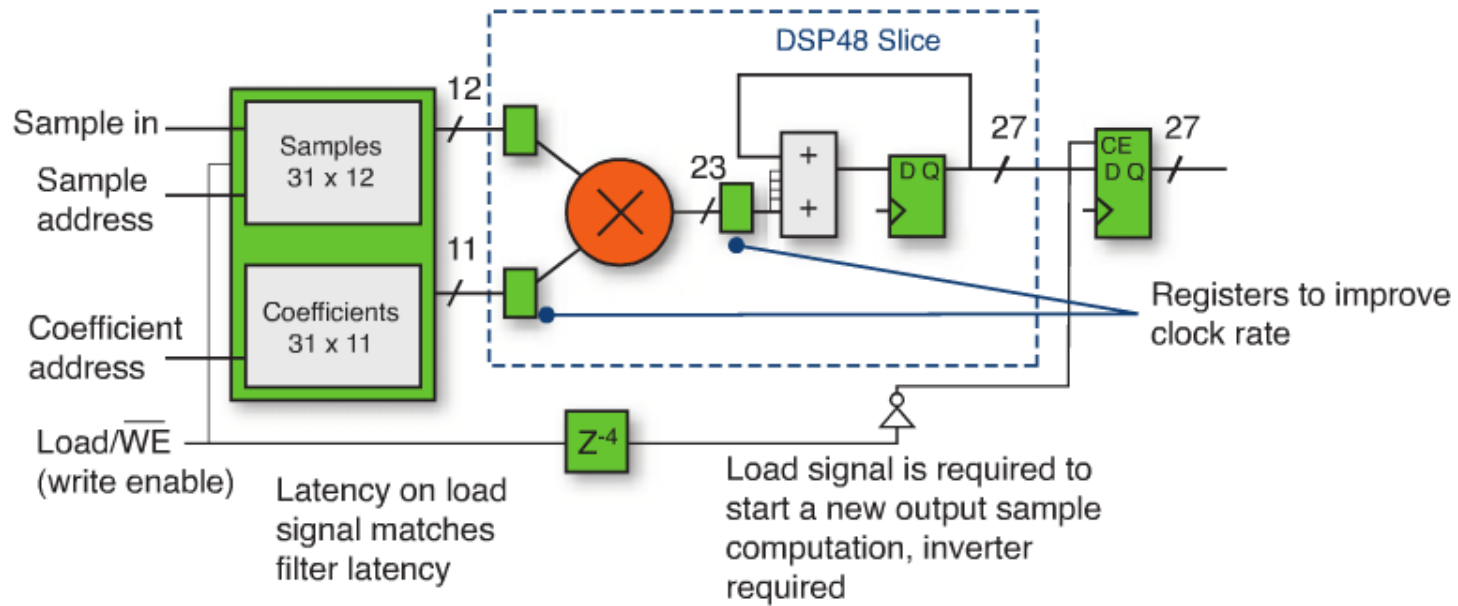 DSP48 Slice
Sample in
Sample
address
Coefficient
address
Load/W̅E̅
(write enable)
Samples
31 x 12
Coefficients
31 x 11
12
11
23
+
+
D Q
27
CE
D Q
27
Registers to improve
clock rate
Z⁻⁴
Latency on load
signal matches
filter latency
Load signal is required to
start a new output sample
computation, inverter
required